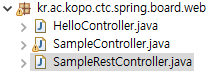 kr.ac.kopo.ctc.spring.board.web
HelloController.java
SampleController.java
SampleRestController.java